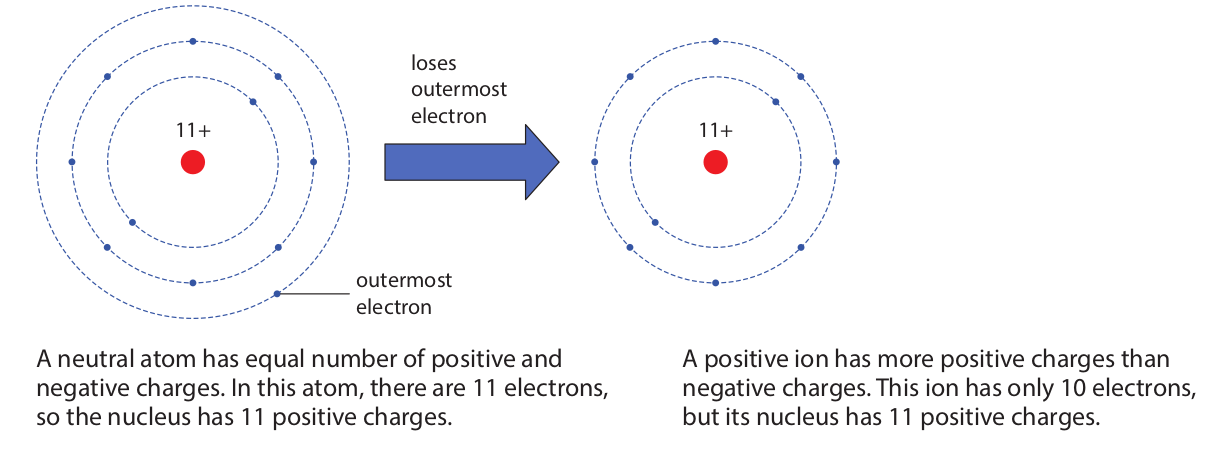 11+
loses
outermost
electron
11+
outermost
electron
A neutral atom has equal number of positive and
negative charges. In this atom, there are 11 electrons,
so the nucleus has 11 positive charges.
A positive ion has more positive charges than
negative charges. This ion has only 10 electrons,
but its nucleus has 11 positive charges.